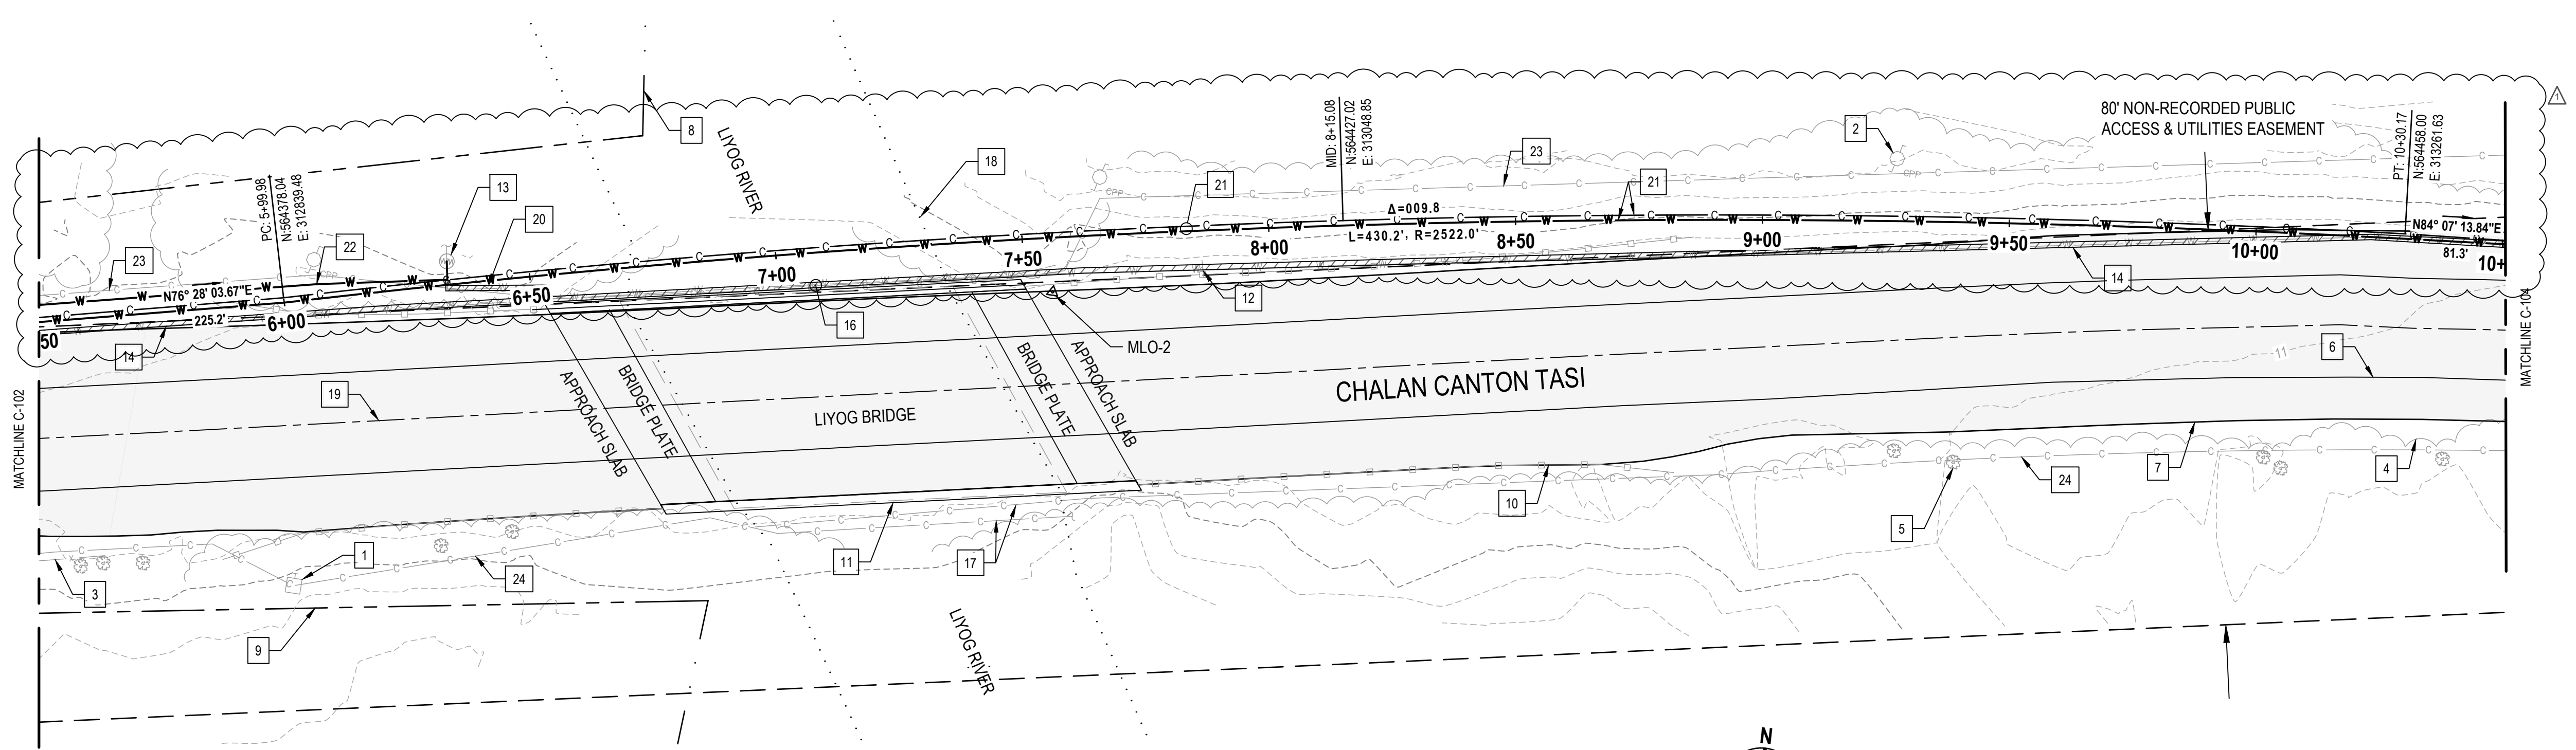 8
LIYOG RIVER
18
13
20
22
23
PC: 5+99.98
N:564378.04
E: 312839.48
N76° 28' 03.67"E
225.2'
50
14
6+00
6+50
7+00
7+50
16
12
MLO-2
21
MID: 8+15.08
N:564427.02
E: 313048.85
23
21
2
CPP
CPP
CPP
Δ=009.8
L=430.2', R=2522.0'
8+00
8+50
9+00
9+50
10+00
10+
80' NON-RECORDED PUBLIC
ACCESS & UTILITIES EASEMENT
PT: 10+30.17
N:564458.00
E: 313261.63
N84° 07' 13.84"E
81.3'
1
14
11
6
MATCHLINE C-102
MATCHLINE C-104
19
APPROACH SLAB
BRIDGE PLATE
LIYOG BRIDGE
BRIDGE PLATE
APPROACH SLAB
CHALAN CANTON TASI
10
5
24
7
4
3
1
24
11
17
9
LIYOG RIVER
N